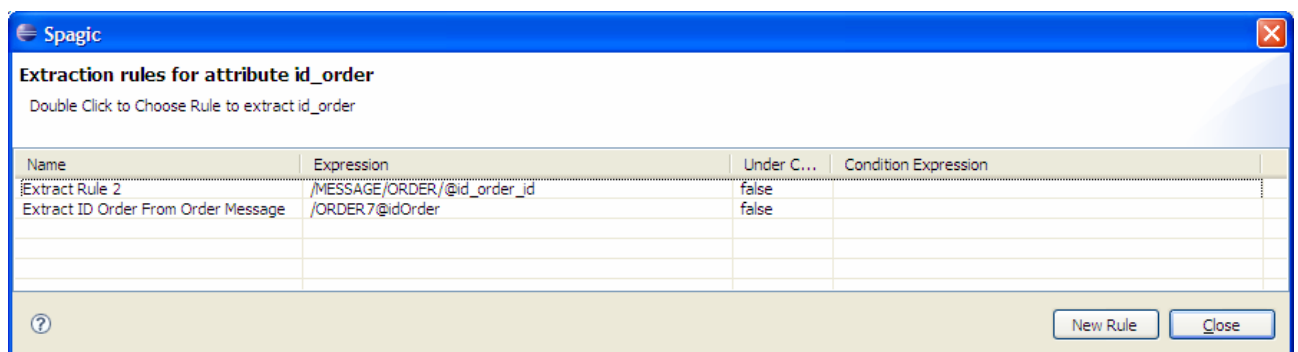 Spagic
Extraction rules for attribute id_order
Double Click to Choose Rule to extract id_order
Name Expression Under C... Condition Expression
Extract Rule 2 /MESSAGE/ORDER/@id_order_id false
Extract ID Order From Order Message /ORDER7@idOrder false
New Rule Close